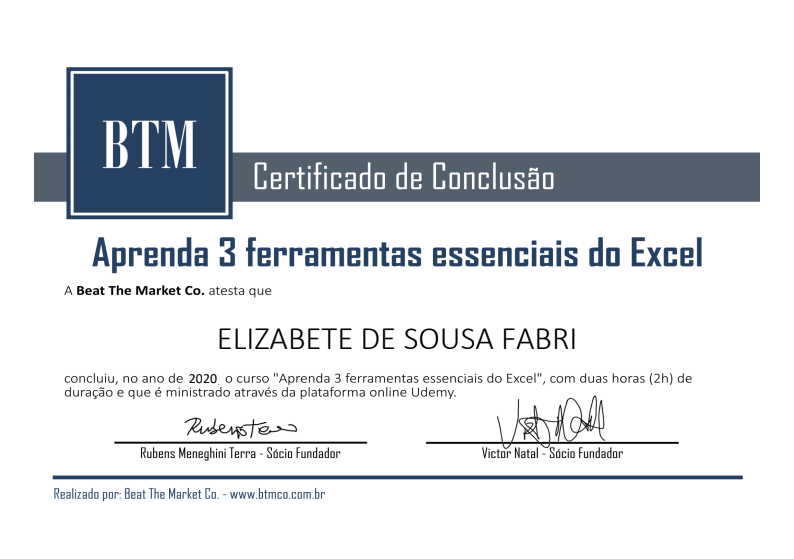 BTM
Certificado de Conclusão
Aprenda 3 ferramentas essenciais do Excel
A Beat The Market Co. atesta que
ELIZABETE DE SOUSA FABRI
concluiu, no ano de 2020 o curso "Aprenda 3 ferramentas essenciais do Excel", com duas horas (2h) de
duração e que é ministrado através da plataforma online Udemy.
Rubens Meneghini Terra - Sócio Fundador
Victor Natal - Sócio Fundador
Realizado por: Beat The Market Co. - www.btmco.com.br